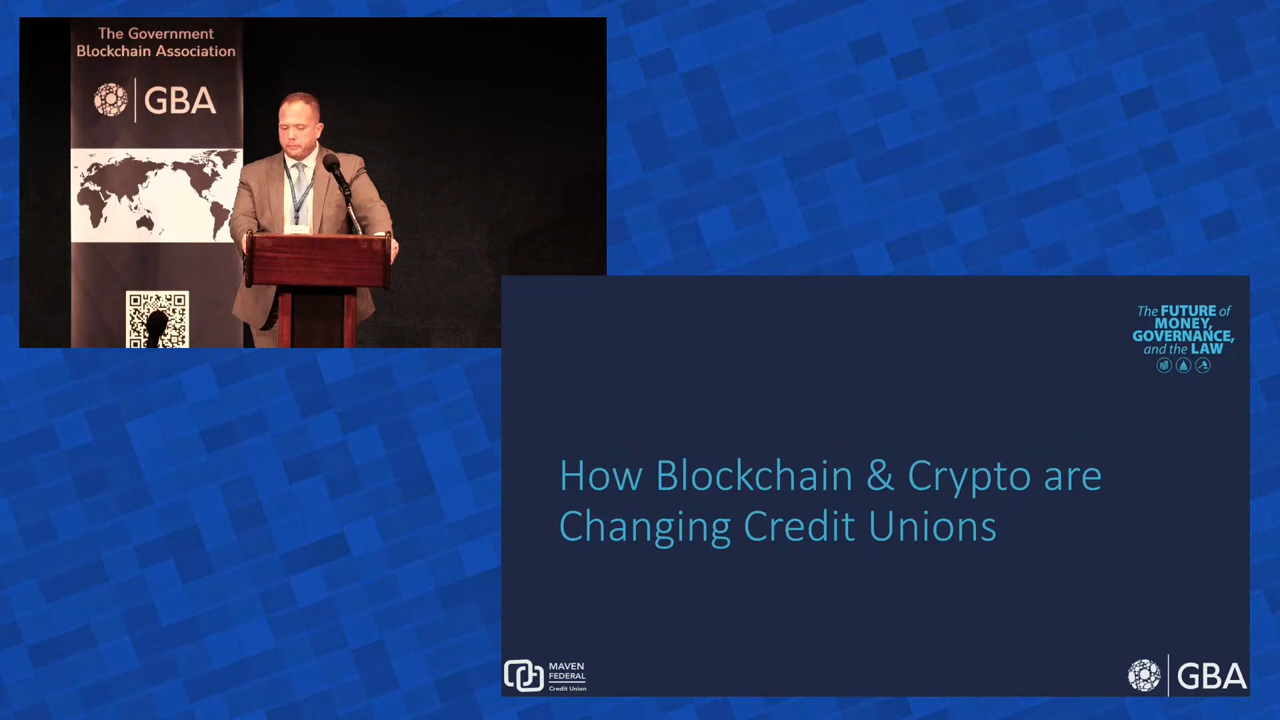 The Government
Blockchain Association
GBA
The FUTURE of
MONEY,
GOVERNANCE,
and the LAW
How Blockchain & Crypto are
Changing Credit Unions
MAVEN
FEDERAL
Credit Union
GBA